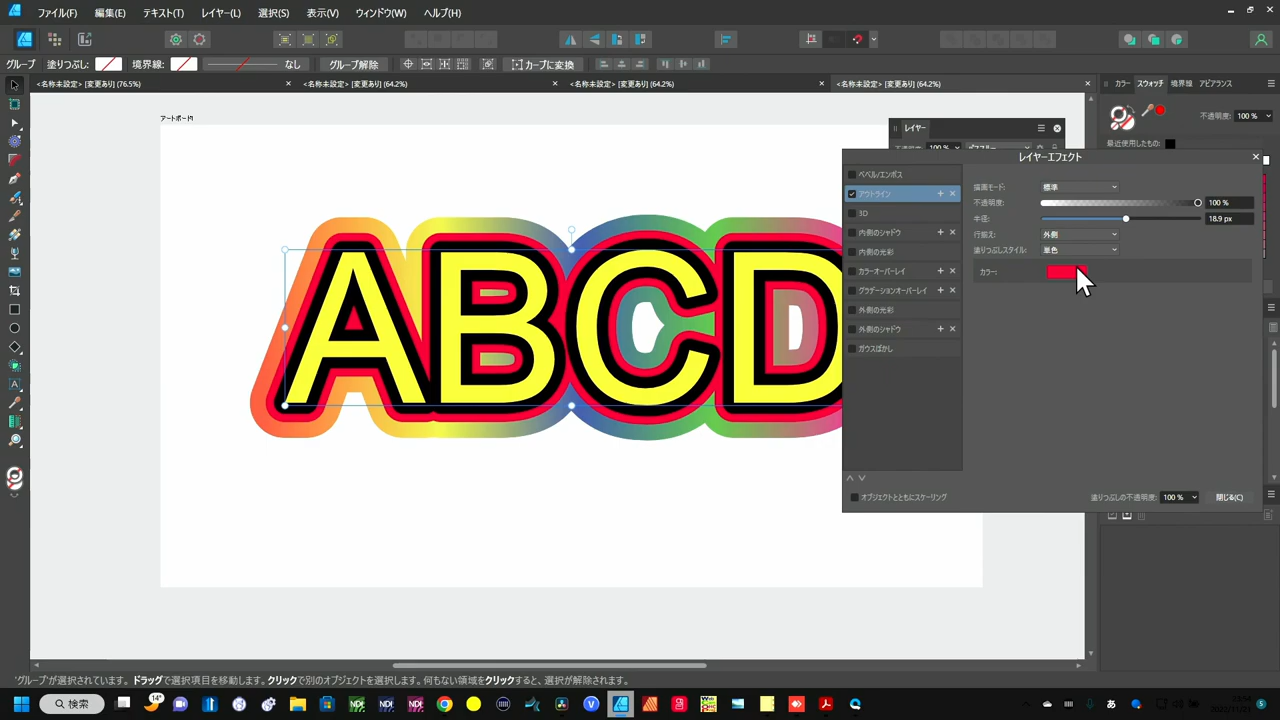 ファイル(F) 編集(E) テキスト(T) レイヤー(L) 選択(S) 表示(V) ウィンドウ(W) ヘルプ(H)
グループ 塗りつぶし: 境界線: なし グループ解除 カーブに変換
<名称未設定> [変更あり] (76.5%) <名称未設定> [変更あり] (64.2%) <名称未設定> [変更あり] (64.2%) <名称未設定> [変更あり] (64.2%)
カラー スウォッチ 境界線 アピアランス
不透明度: 100 %
最近使用したもの:
アートボード1
レイヤー
レイヤーエフェクト
ベベル/エンボス
アウトライン
3D
内側のシャドウ
内側の光彩
カラーオーバーレイ
グラデーションオーバーレイ
外側の光彩
外側のシャドウ
ガウスぼかし
描画モード: 標準
不透明度: 100 %
半径: 18.9 px
行揃え: 外側
塗りつぶしスタイル: 単色
カラー:
ABCD
オブジェクトとともにスケーリング
塗りつぶしの不透明度: 100 % 閉じる(C)
'グループ'が選択されています。 ドラッグで選択項目を移動します。クリックで別のオブジェクトを選択します。何もない領域をクリックすると、選択が解除されます。
検索
14°
あ